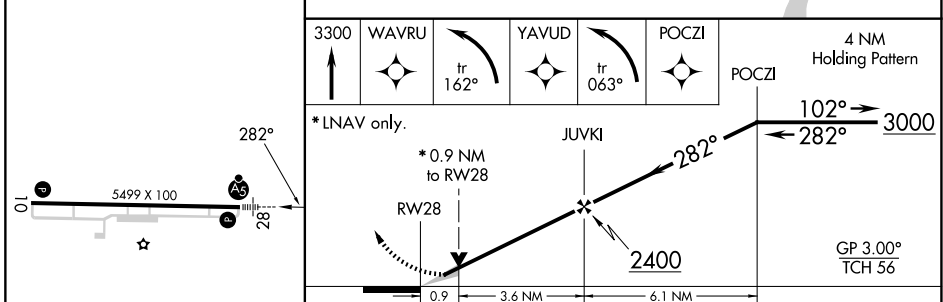 3300
WAVRU
tr
162°
YAVUD
tr
063°
POCZI
4 NM
Holding Pattern
POCZI
102°
282°
3000
*LNAV only.
JUVKI
282°
* 0.9 NM
to RW28
RW28
2400
GP 3.00°
TCH 56
0.9
3.6 NM
6.1 NM
282°
P
5499 X 100
A5
10
28
P